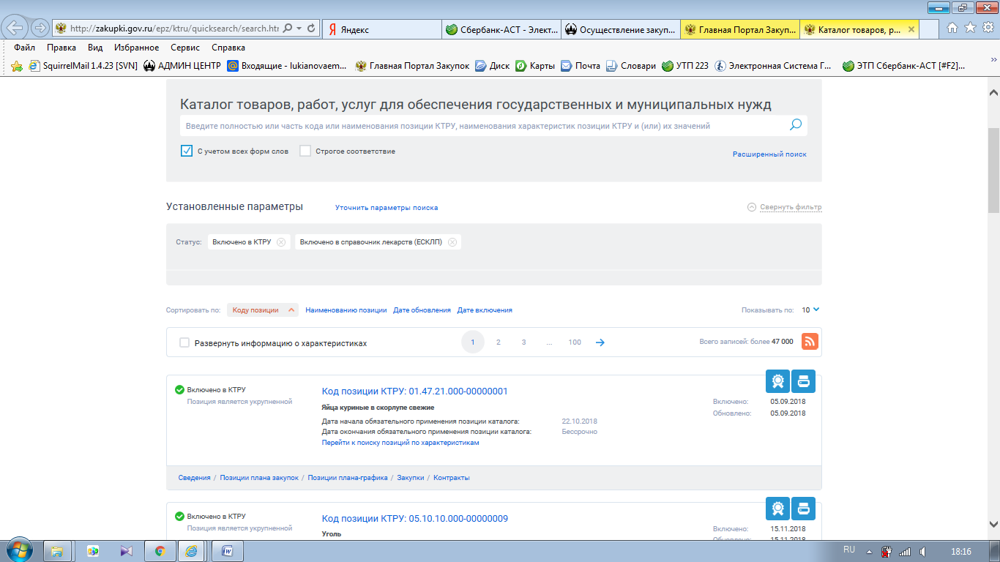 http://zakupki.gov.ru/epz/ktru/quicksearch/search.htm
Яндекс
Сбербанк-АСТ - Элект...
Осуществление закуп...
Главная Портал Закуп...
Каталог товаров, р...
Файл Правка Вид Избранное Сервис Справка
SquirrelMail 1.4.23 [SVN] АДМИН ЦЕНТР Входящие - lukianovaem... Главная Портал Закупок Диск Карты Почта Словари УТП 223 Электронная Система Г... ЭТП Сбербанк-АСТ [#F2]...
Каталог товаров, работ, услуг для обеспечения государственных и муниципальных нужд
Введите полностью или часть кода или наименования позиции КТРУ, наименования характеристик позиции КТРУ и (или) их значений
С учетом всех форм слов Строгое соответствие
Расширенный поиск
Установленные параметры Уточнить параметры поиска Свернуть фильтр
Статус: Включено в КТРУ Включено в справочник лекарств (ЕСКЛП)
Сортировать по: Коду позиции Наименованию позиции Дате обновления Дате включения Показывать по: 10
Развернуть информацию о характеристиках 1 2 3 ... 100 Всего записей: более 47 000
Включено в КТРУ
Позиция является укрупненной
Код позиции КТРУ: 01.47.21.000-00000001
Яйца куриные в скорлупе свежие
Дата начала обязательного применения позиции каталога: 22.10.2018
Дата окончания обязательного применения позиции каталога: Бессрочно
Перейти к поиску позиций по характеристикам
Включено: 05.09.2018
Обновлено: 05.09.2018
Сведения / Позиции плана закупок / Позиции плана-графика / Закупки / Контракты
Включено в КТРУ
Позиция является укрупненной
Код позиции КТРУ: 05.10.10.000-00000009
Уголь
Включено: 15.11.2018
Обновлено: 15.11.2018
RU 18:16